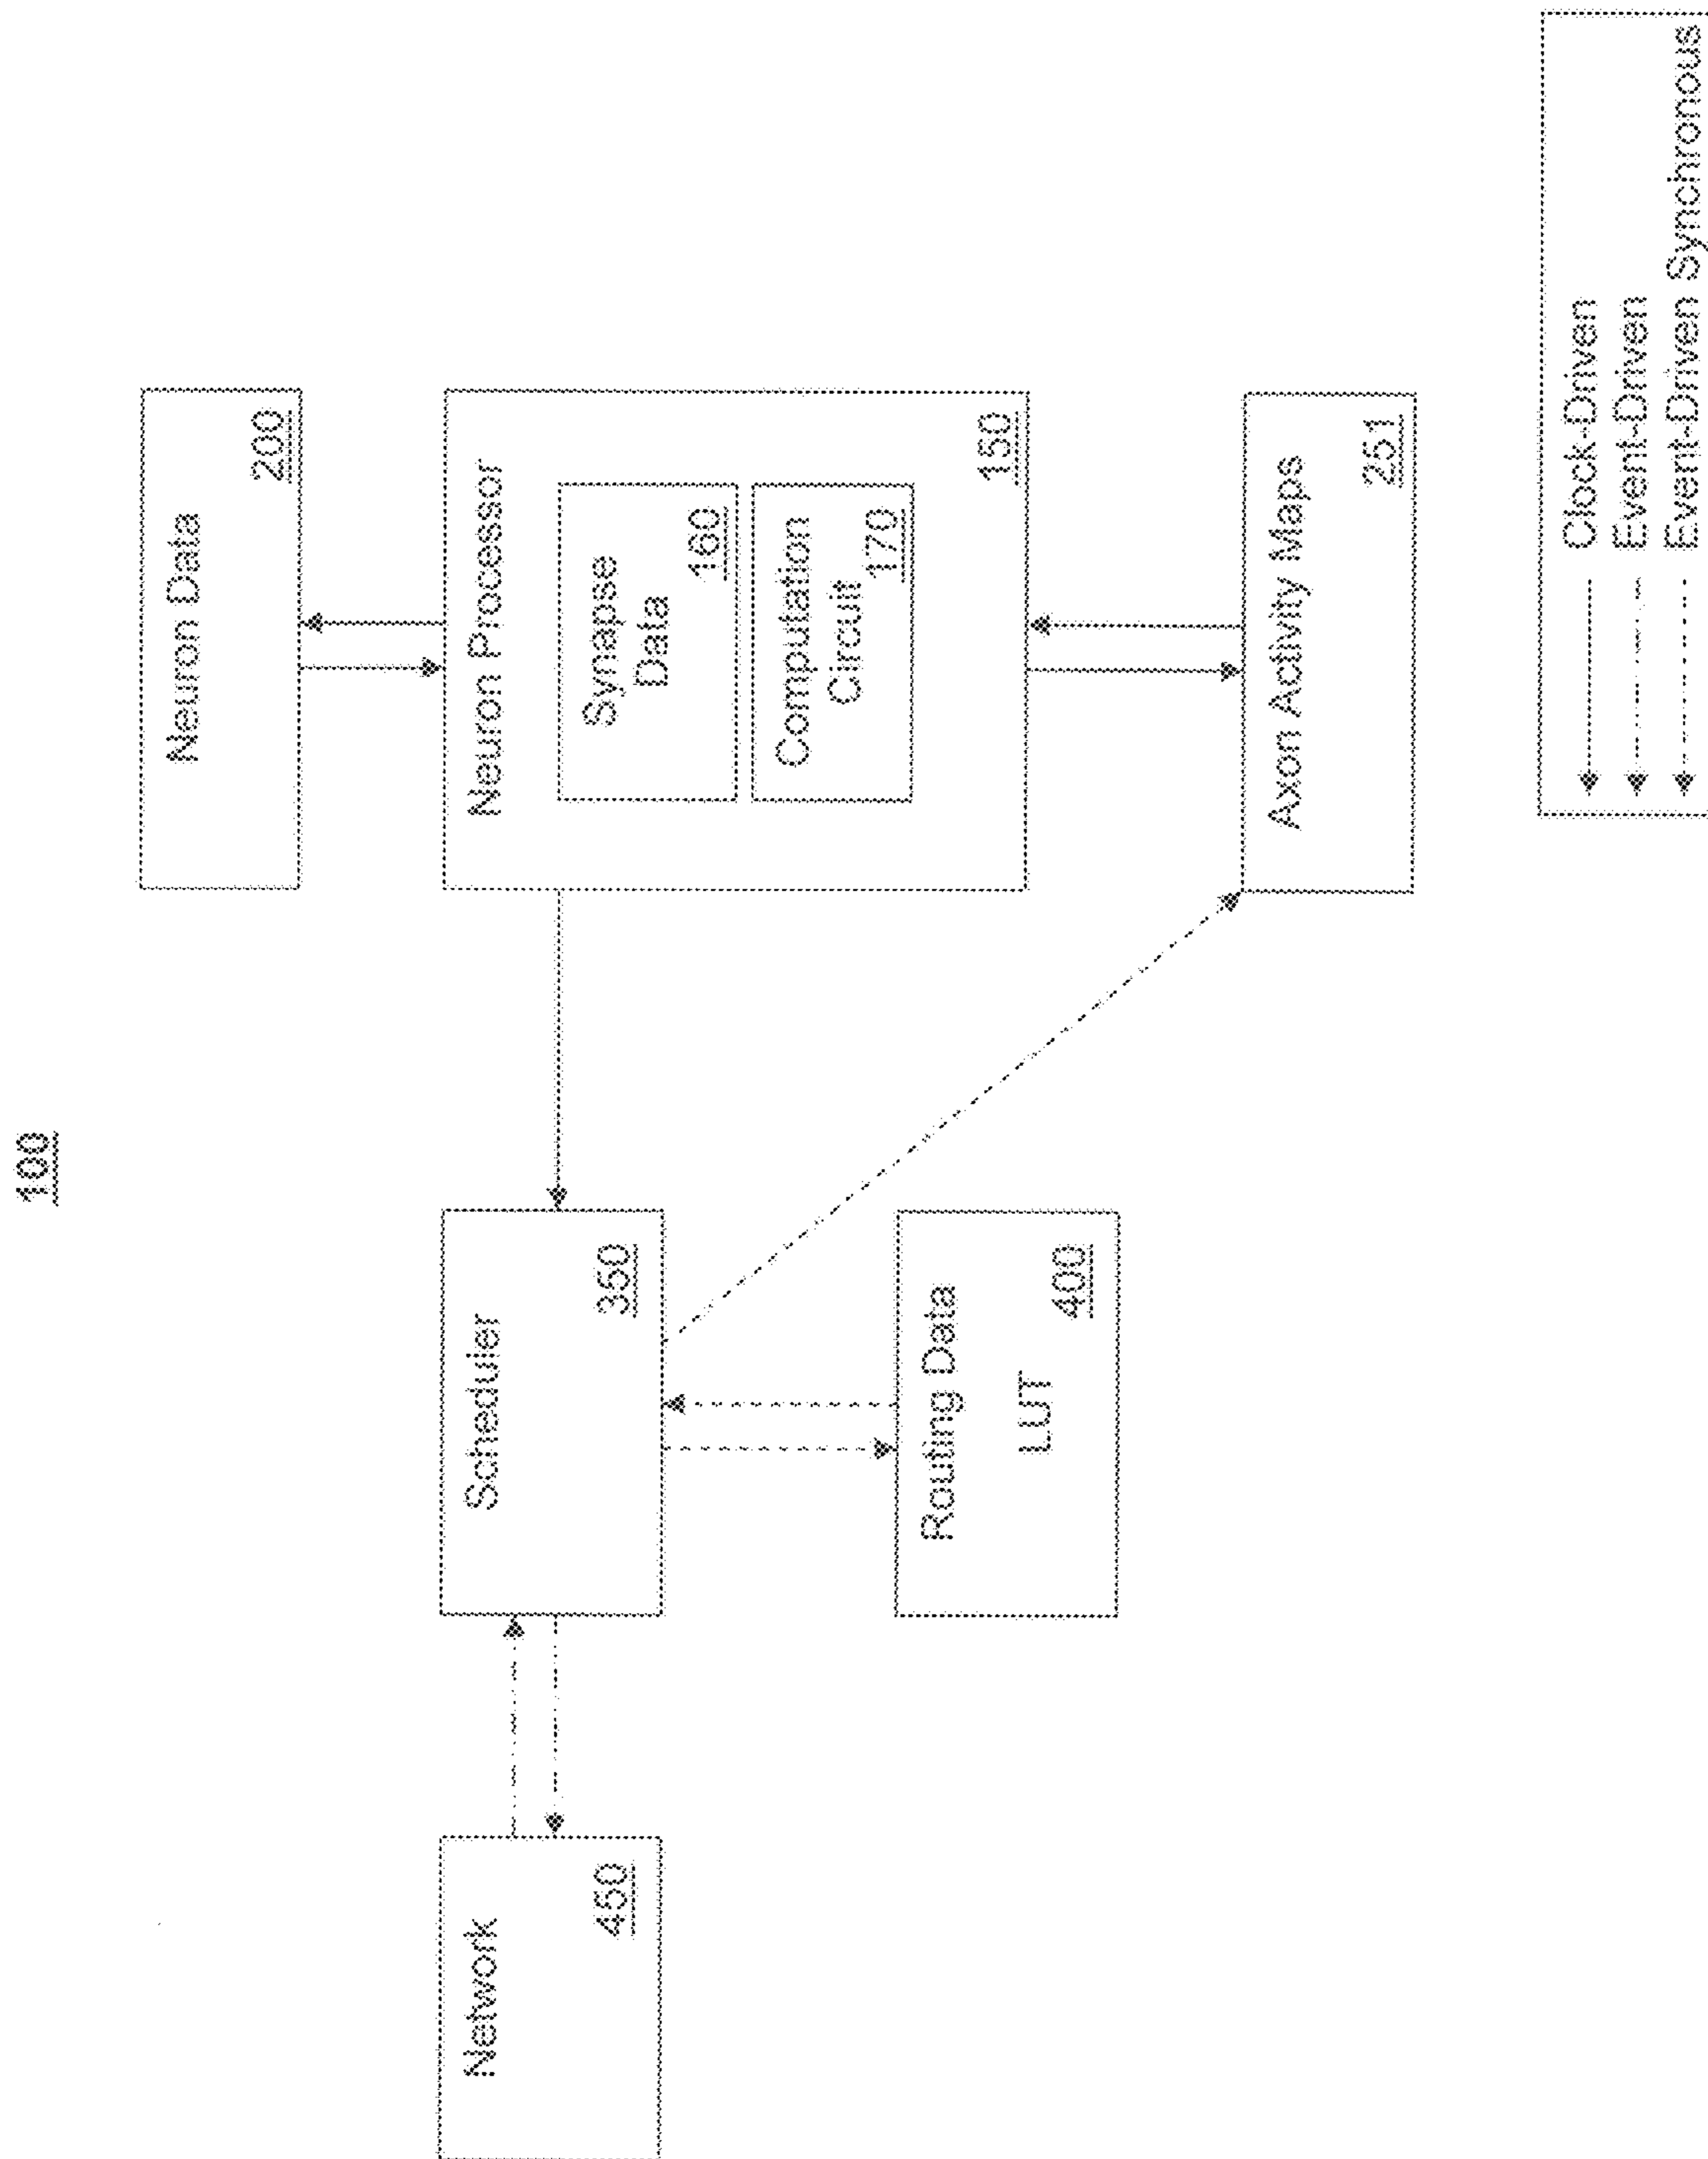 100
Network
450
Scheduler
350
Routing Data
LUT
400
Neuron Data
200
Neuron Processor
Synapse
Data
160
Computation
Circuit
170
150
Axon Activity Maps
251
Clock-Driven
Event-Driven
Event-Driven Synchronous